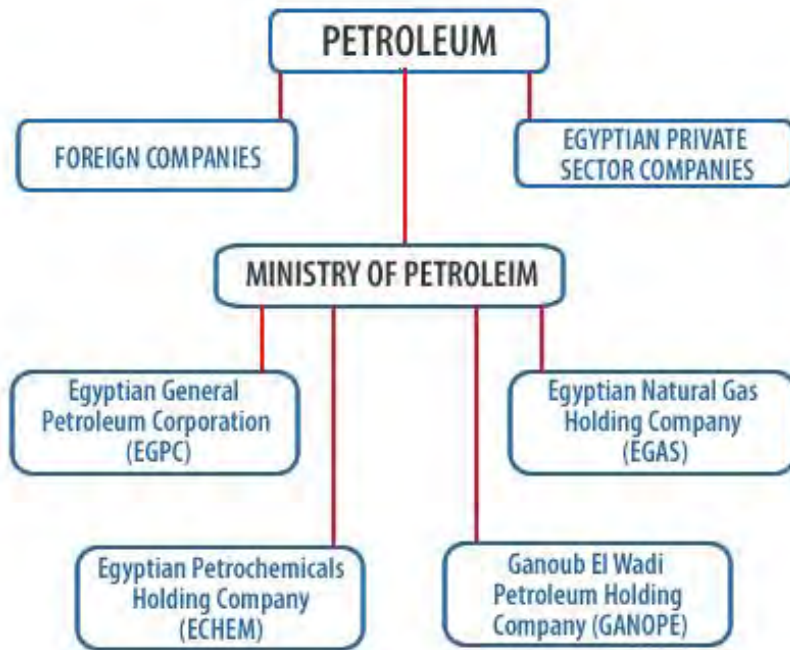 PETROLEUM
FOREIGN COMPANIES
EGYPTIAN PRIVATE
SECTOR COMPANIES
MINISTRY OF PETROLEIM
Egyptian General
Petroleum Corporation
(EGPC)
Egyptian Natural Gas
Holding Company
(EGAS)
Egyptian Petrochemicals
Holding Company
(ECHEM)
Ganoub El Wadi
Petroleum Holding
Company (GANOPE)